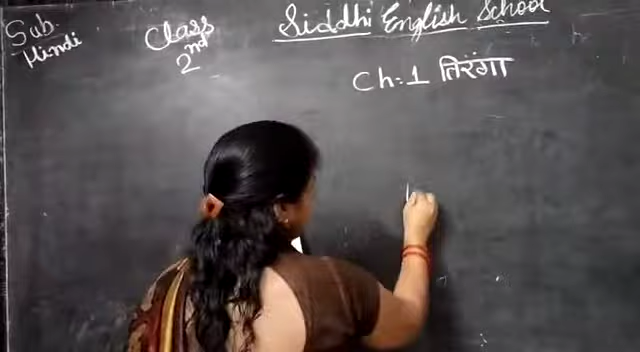 Siddhi English School
Sub.
Hindi
Class
2nd
Ch:1 तिरंगा